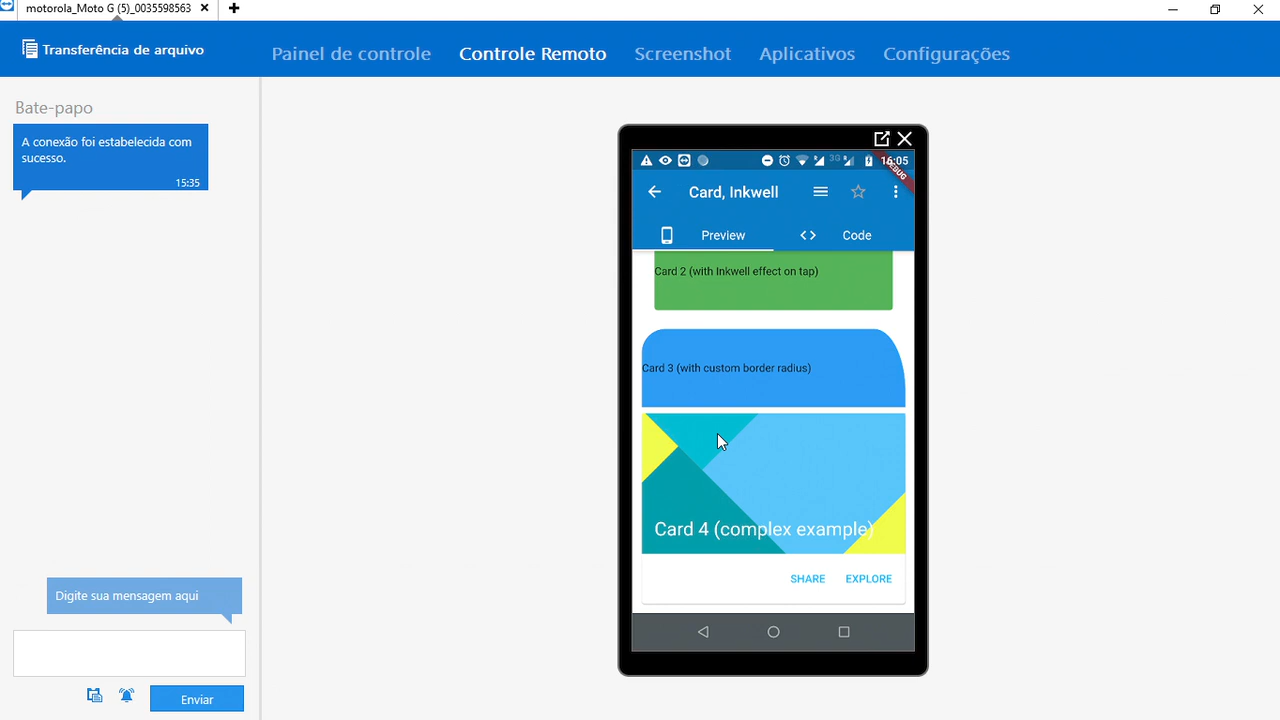 motorola_Moto G (5)_0035598563
Transferência de arquivo
Painel de controle
Controle Remoto
Screenshot
Aplicativos
Configurações
Bate-papo
A conexão foi estabelecida com
sucesso.
15:35
3G
16:05
DEBUG
Card, Inkwell
Preview
Code
Card 2 (with Inkwell effect on tap)
Card 3 (with custom border radius)
Card 4 (complex example)
SHARE
EXPLORE
Digite sua mensagem aqui
Enviar